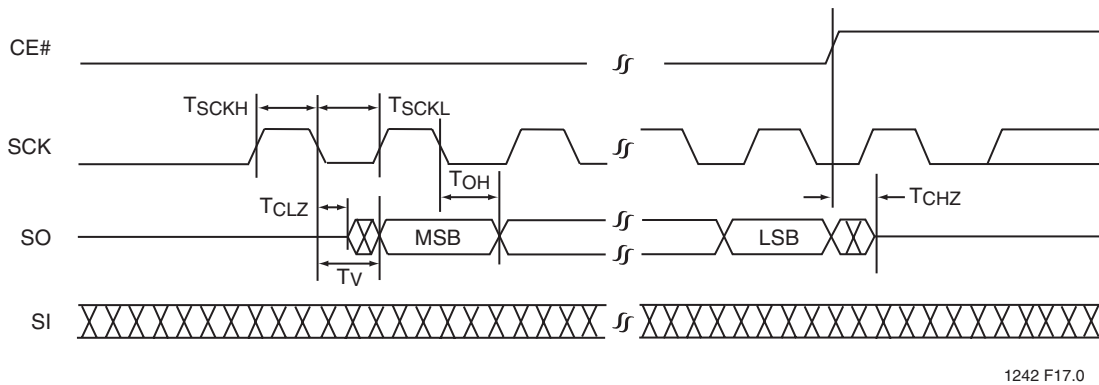 CE#
TSCKH
TSCKL
SCK
TOH
TCLZ
TCHZ
SO
MSB
LSB
TV
SI
1242 F17.0